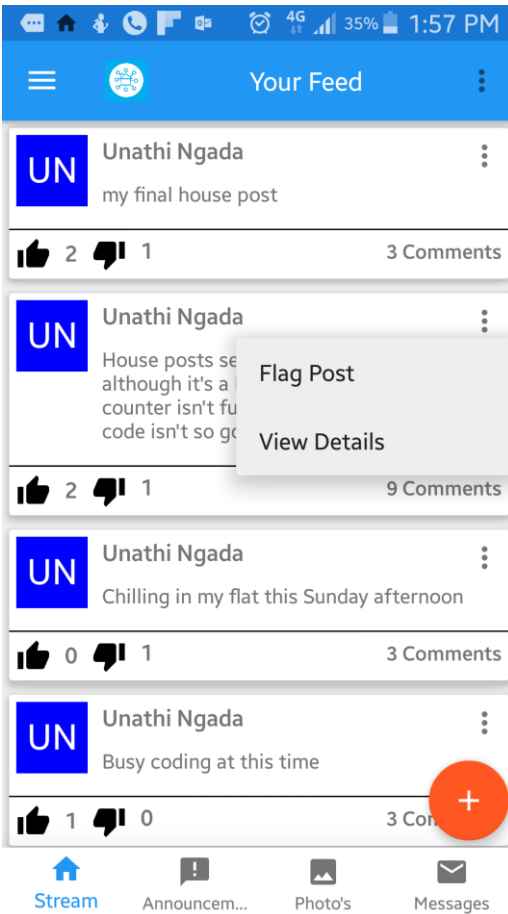 4G 35% 1:57 PM
Your Feed
UN
Unathi Ngada
my final house post
2 1 3 Comments
UN
Unathi Ngada
House posts se
although it's a
counter isn't fu
code isn't so go
Flag Post
View Details
2 1 9 Comments
UN
Unathi Ngada
Chilling in my flat this Sunday afternoon
0 1 3 Comments
UN
Unathi Ngada
Busy coding at this time
1 0 3 Con
+
Stream Announcem... Photo's Messages